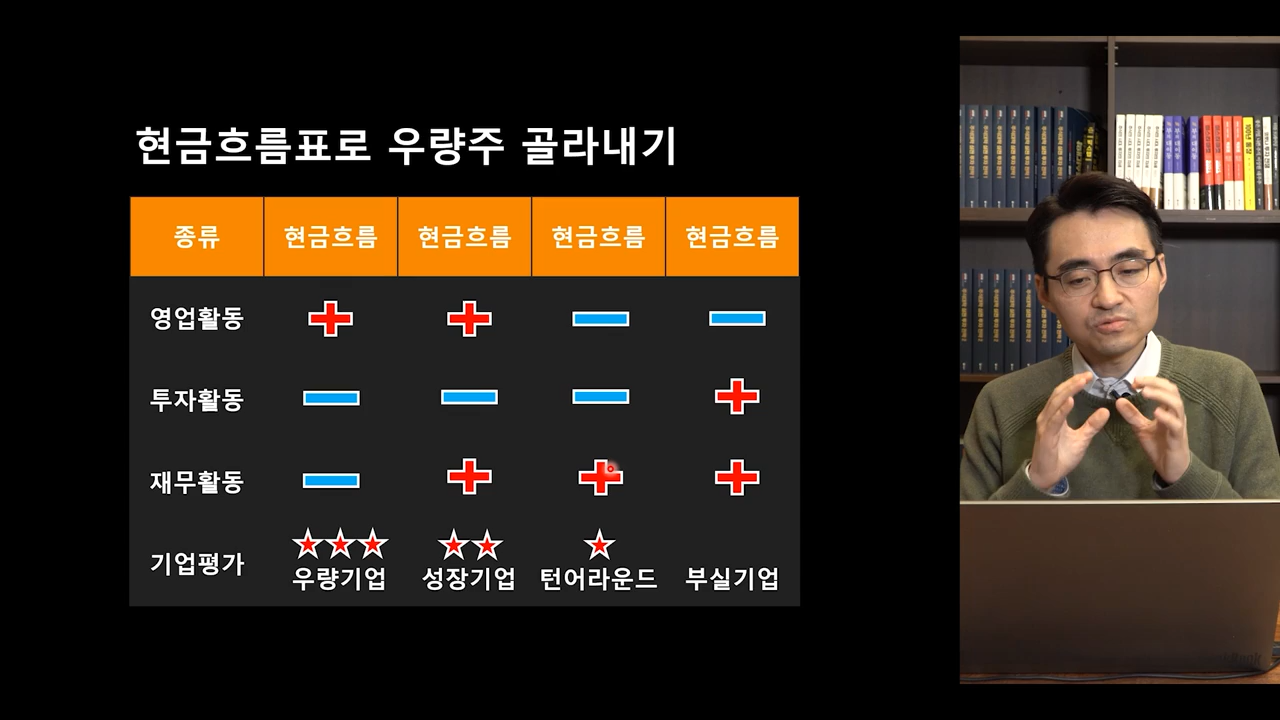 현금흐름표로 우량주 골라내기
종류 현금흐름 현금흐름 현금흐름 현금흐름
영업활동 + + - -
투자활동 - - - +
재무활동 - + + +
기업평가 ★★★ 우량기업 ★★ 성장기업 ★ 턴어라운드 부실기업